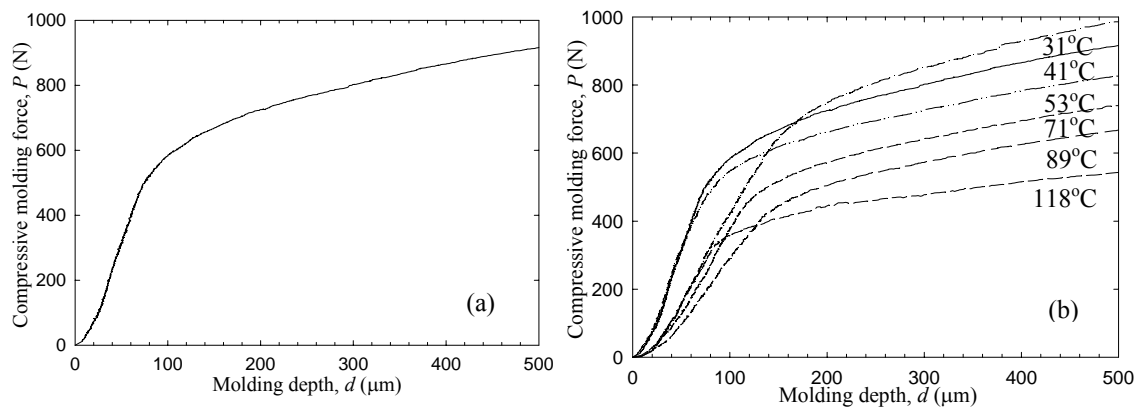 1000
800
600
400
200
0
Compressive molding force, P (N)
(a)
0 100 200 300 400 500
Molding depth, d (μm)
1000
800
600
400
200
0
Compressive molding force, P (N)
31°C
41°C
53°C
71°C
89°C
118°C
(b)
0 100 200 300 400 500
Molding depth, d (μm)